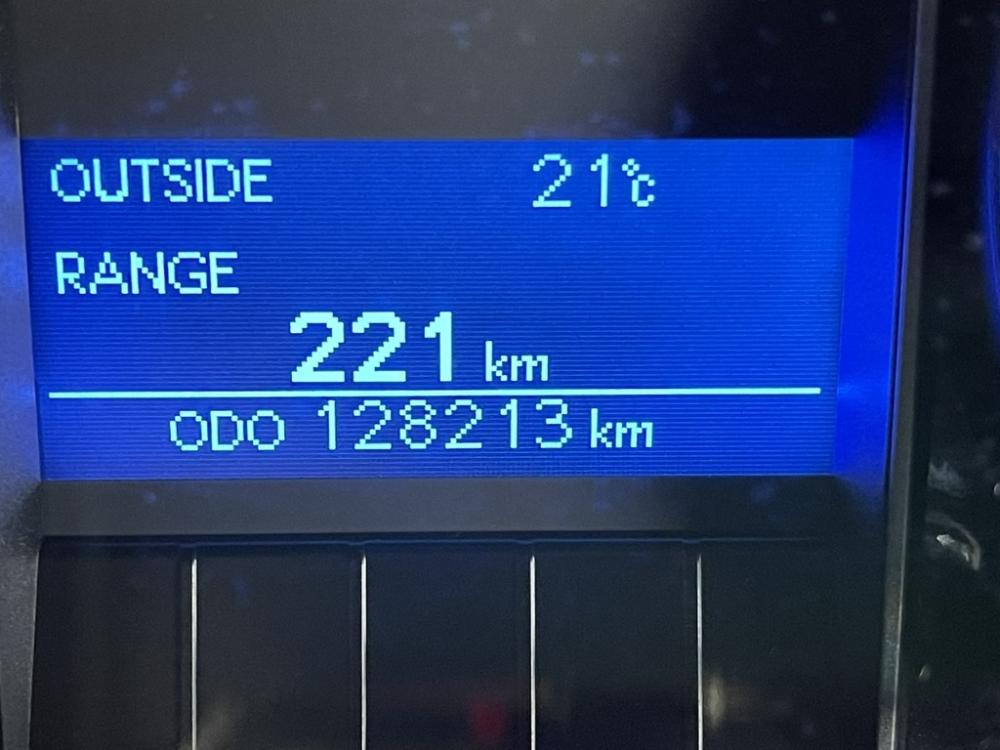 OUTSIDE 21℃
RANGE
221 km
ODO 128213 km